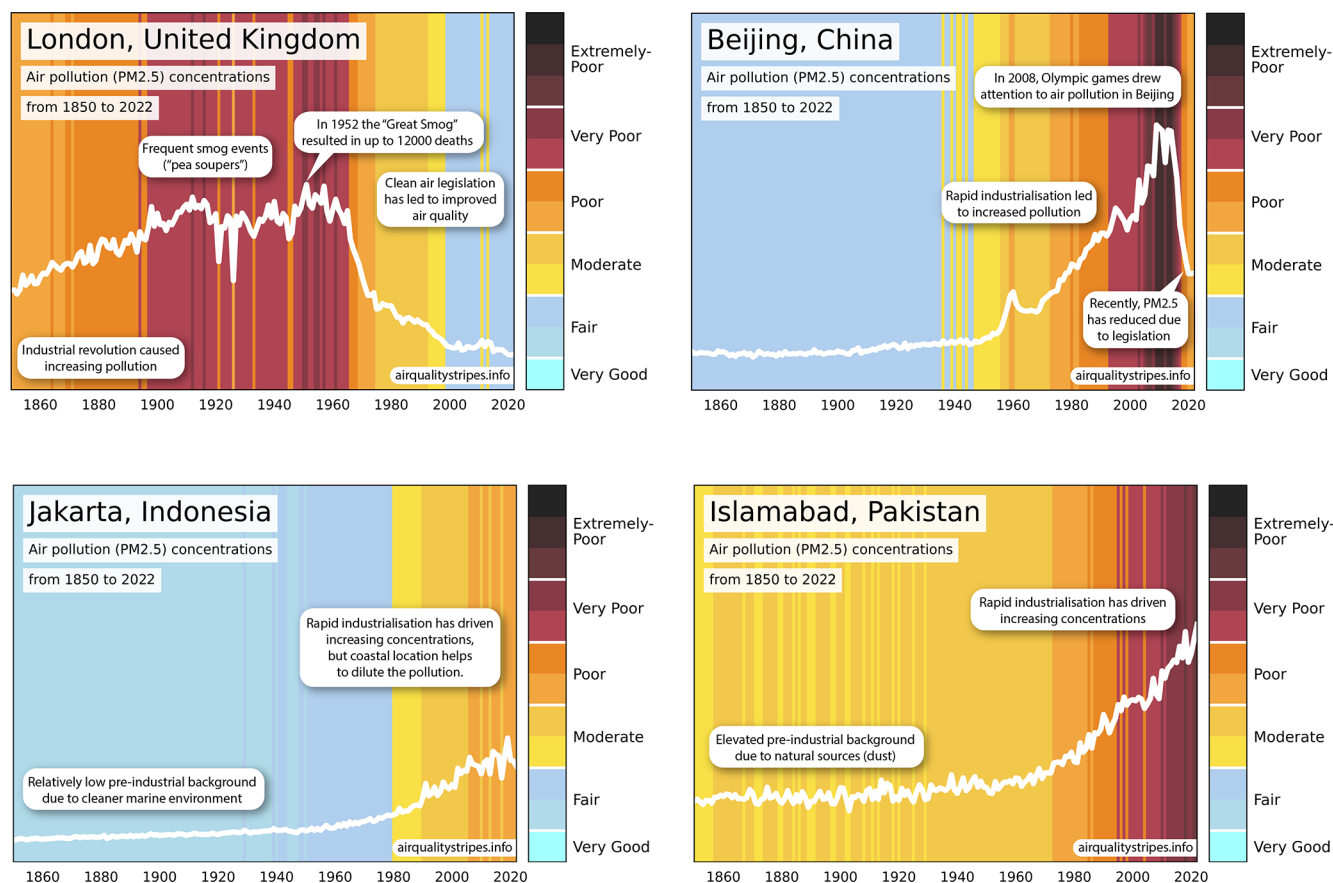 London, United Kingdom
Air pollution (PM2.5) concentrations
from 1850 to 2022
Frequent smog events
("pea soupers")
In 1952 the "Great Smog"
resulted in up to 12000 deaths
Clean air legislation
has led to improved
air quality
Industrial revolution caused
increasing pollution
airqualitystripes.info
1860 1880 1900 1920 1940 1960 1980 2000 2020
Extremely-
Poor
Very Poor
Poor
Moderate
Fair
Very Good
Beijing, China
Air pollution (PM2.5) concentrations
from 1850 to 2022
In 2008, Olympic games drew
attention to air pollution in Beijing
Rapid industrialisation led
to increased pollution
Recently, PM2.5
has reduced due
to legislation
airqualitystripes.info
1860 1880 1900 1920 1940 1960 1980 2000 2020
Extremely-
Poor
Very Poor
Poor
Moderate
Fair
Very Good
Jakarta, Indonesia
Air pollution (PM2.5) concentrations
from 1850 to 2022
Rapid industrialisation has driven
increasing concentrations,
but coastal location helps
to dilute the pollution.
Relatively low pre-industrial background
due to cleaner marine environment
airqualitystripes.info
1860 1880 1900 1920 1940 1960 1980 2000 2020
Extremely-
Poor
Very Poor
Poor
Moderate
Fair
Very Good
Islamabad, Pakistan
Air pollution (PM2.5) concentrations
from 1850 to 2022
Rapid industrialisation has driven
increasing concentrations
Elevated pre-industrial background
due to natural sources (dust)
airqualitystripes.info
1860 1880 1900 1920 1940 1960 1980 2000 2020
Extremely-
Poor
Very Poor
Poor
Moderate
Fair
Very Good